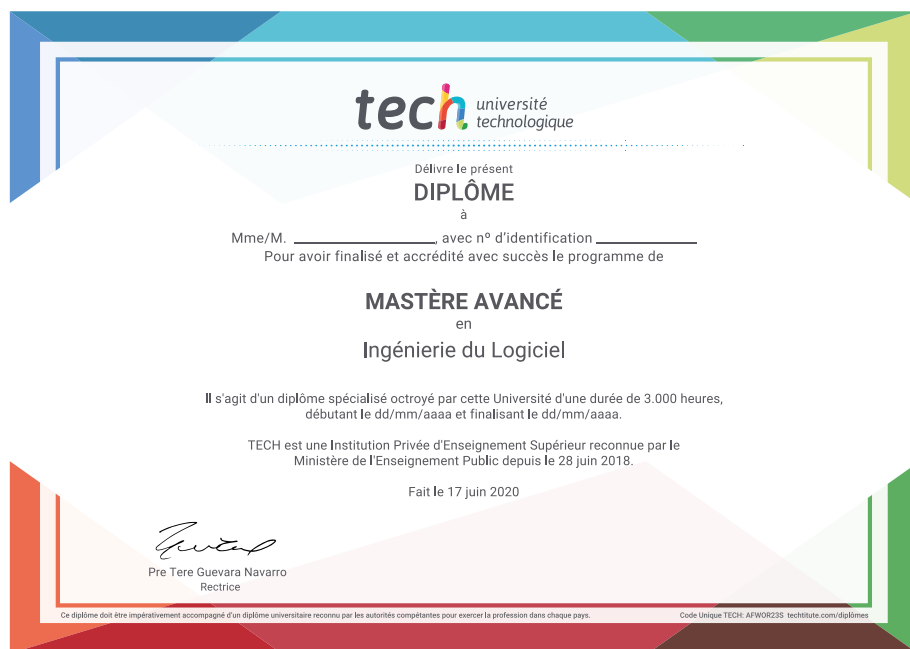 tech université
technologique
Délivre le présent
DIPLÔME
à
Mme/M. ____________________, avec nº d'identification ______________
Pour avoir finalisé et accrédité avec succès le programme de
MASTÈRE AVANCÉ
en
Ingénierie du Logiciel
Il s'agit d'un diplôme spécialisé octroyé par cette Université d'une durée de 3.000 heures,
débutant le dd/mm/aaaa et finalisant le dd/mm/aaaa.
TECH est une Institution Privée d'Enseignement Supérieur reconnue par le
Ministère de l'Enseignement Public depuis le 28 juin 2018.
Fait le 17 juin 2020
Pre Tere Guevara Navarro
Rectrice
Ce diplôme doit être impérativement accompagné d'un diplôme universitaire reconnu par les autorités compétantes pour exercer la profession dans chaque pays.
Code Unique TECH: AFWOR23S techtitute.com/diplômes